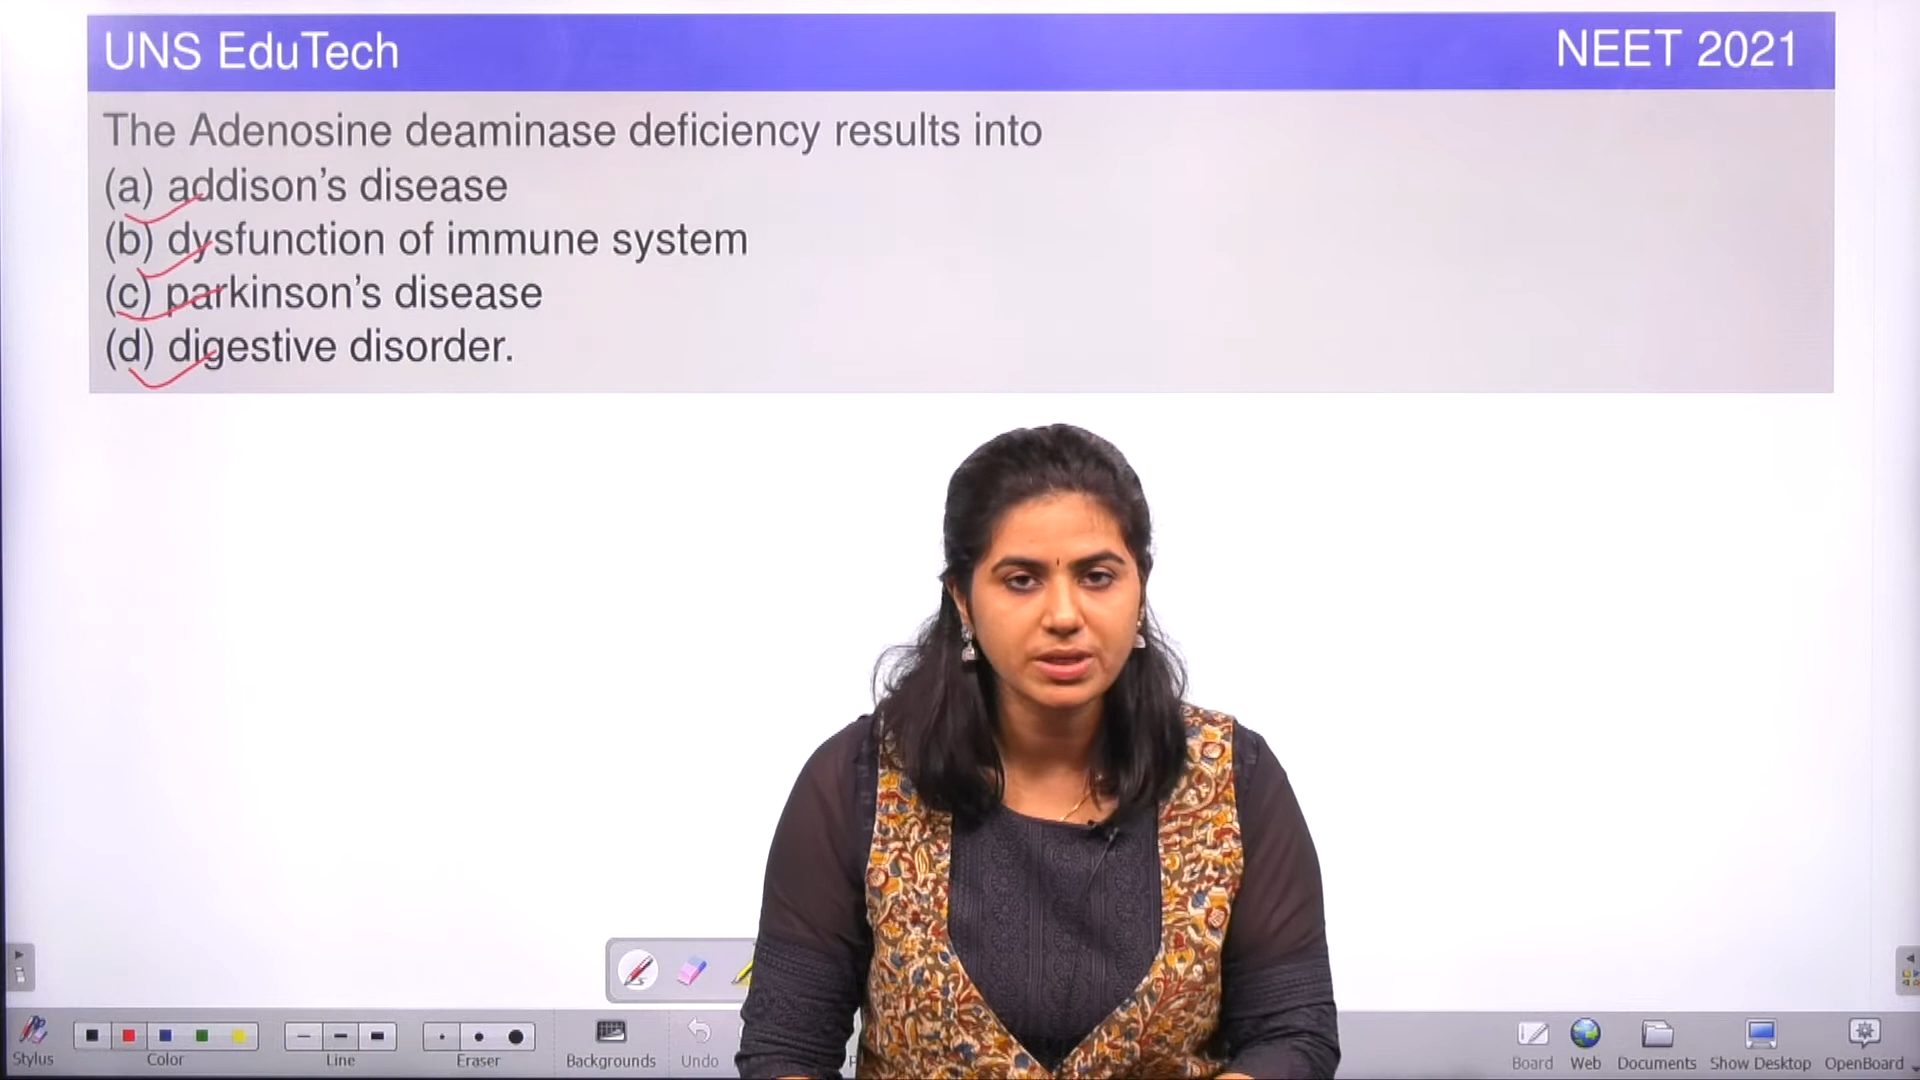 UNS EduTech NEET 2021
The Adenosine deaminase deficiency results into
(a) addison's disease
(b) dysfunction of immune system
(c) parkinson's disease
(d) digestive disorder.
Stylus Color Line Eraser Backgrounds Undo Board Web Documents Show Desktop OpenBoard